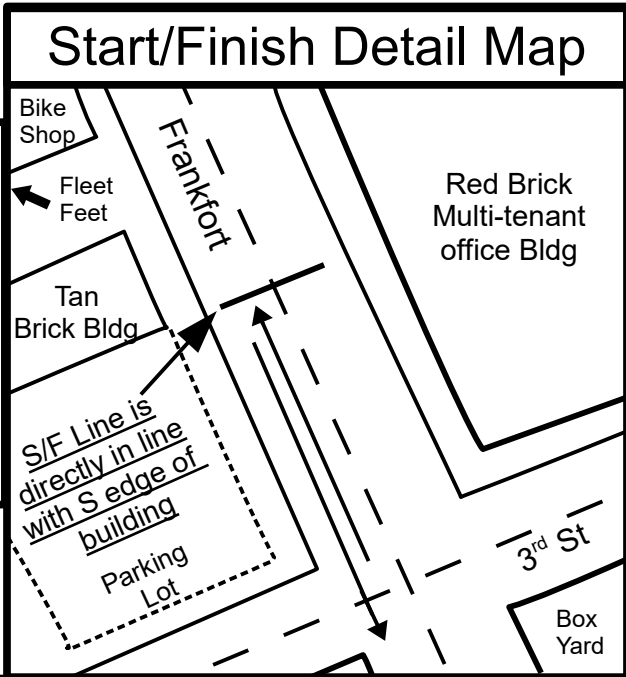 Start/Finish Detail Map
Bike
Shop
Fleet
Feet
Frankfort
Red Brick
Multi-tenant
office Bldg
Tan
Brick Bldg
S/F Line is
directly in line
with S edge of
building
Parking
Lot
3rd St
Box
Yard